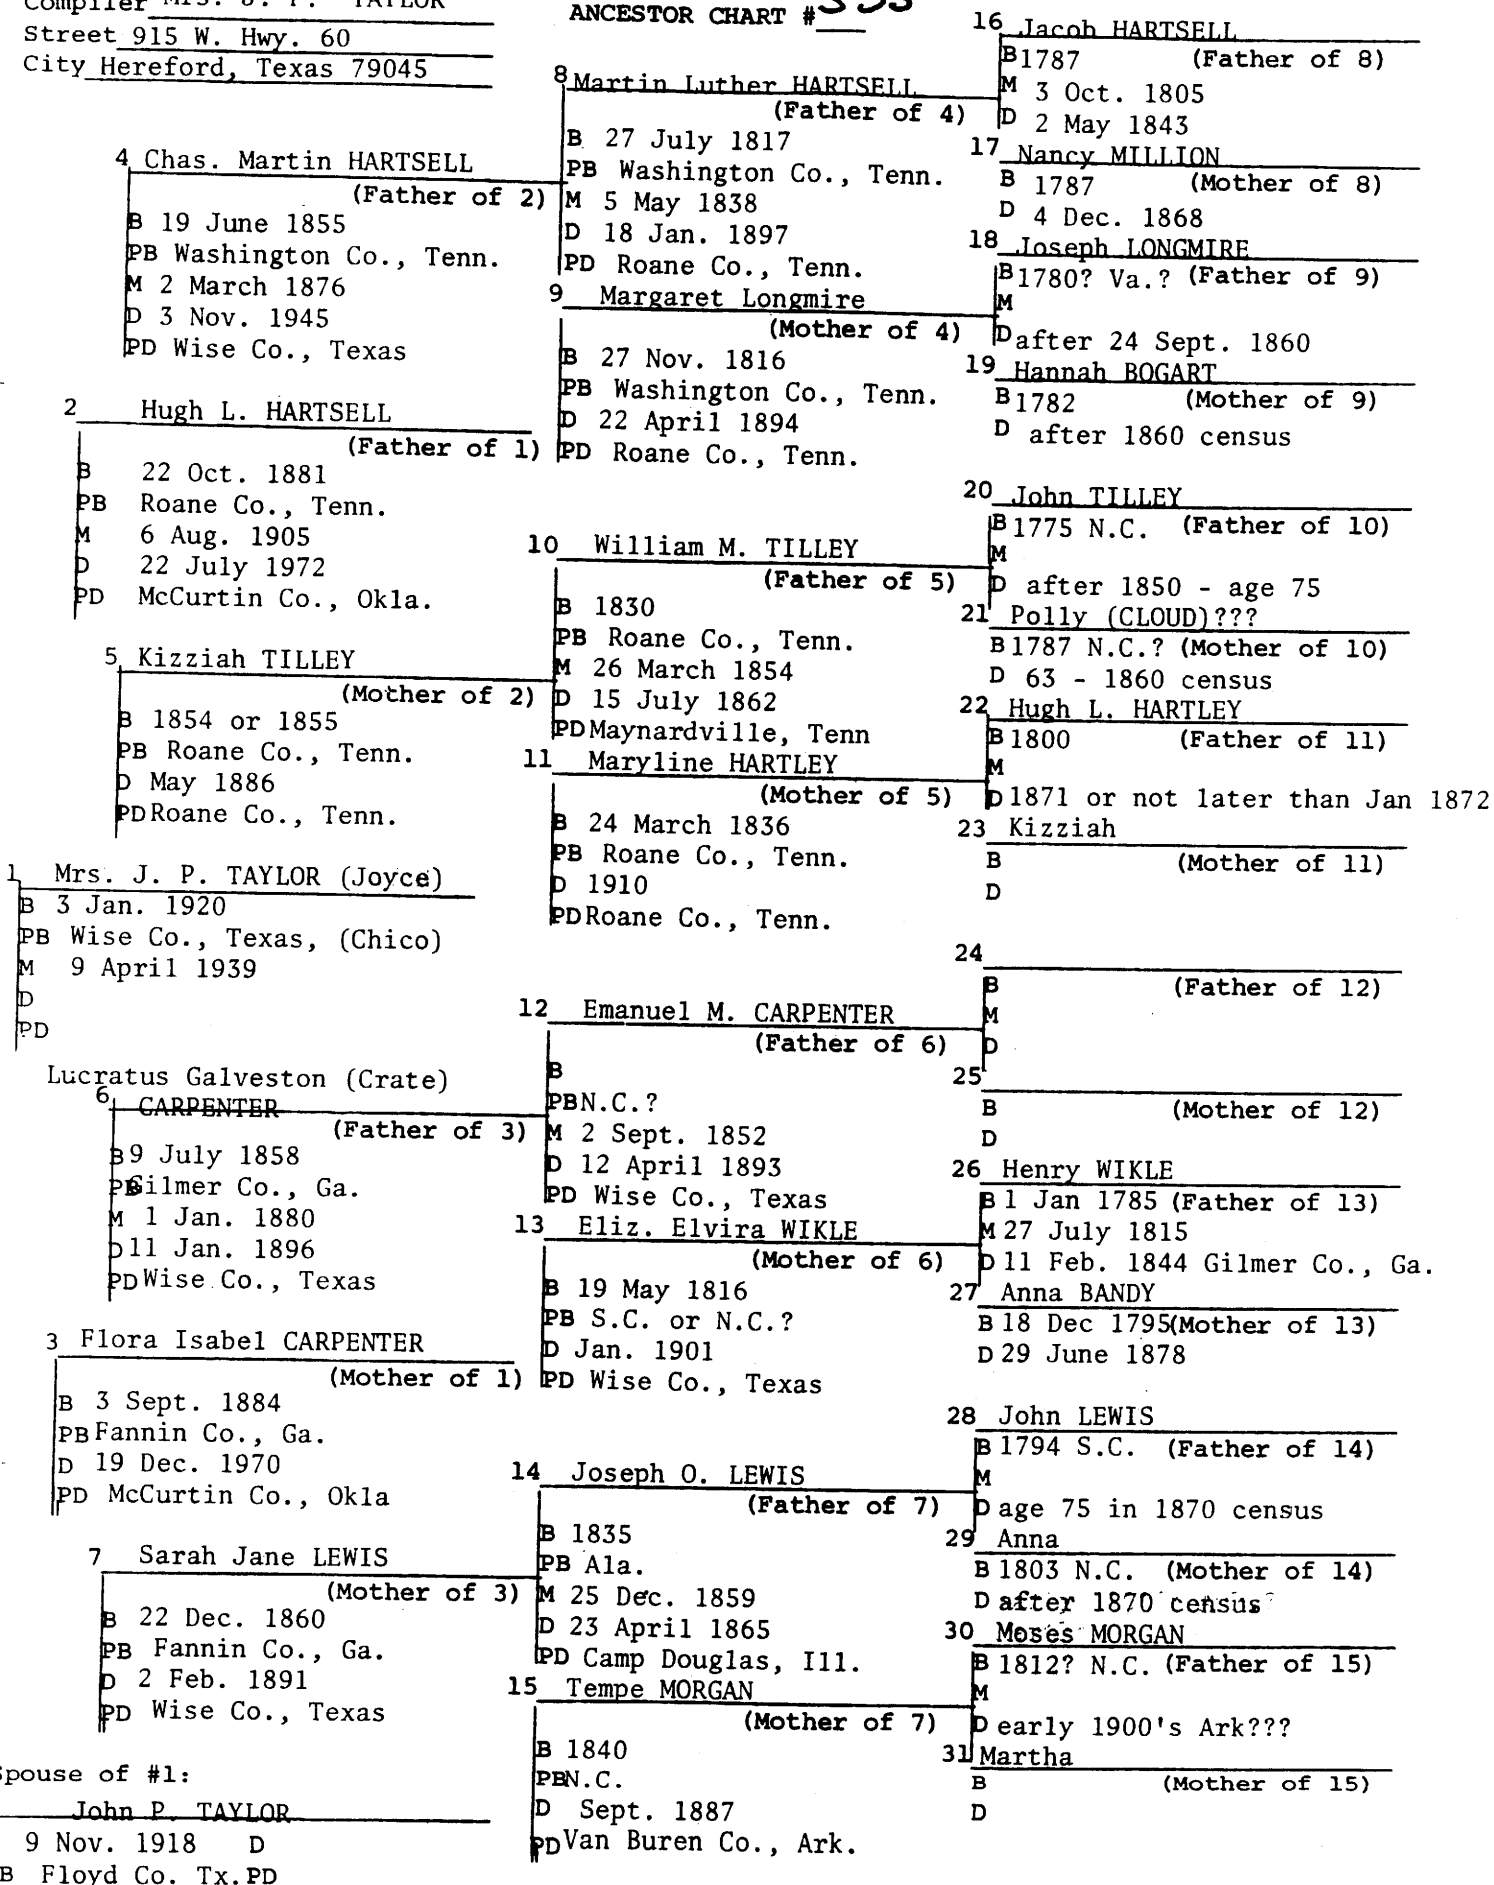 Compiler Mrs. J. P. TAYLOR
Street 915 W. Hwy. 60
City Hereford, Texas 79045
ANCESTOR CHART #
1 Mrs. J. P. TAYLOR (Joyce)
B 3 Jan. 1920
PB Wise Co., Texas, (Chico)
M 9 April 1939
D
PD
2 Hugh L. HARTSELL
(Father of 1)
B 22 Oct. 1881
PB Roane Co., Tenn.
M 6 Aug. 1905
D 22 July 1972
PD McCurtin Co., Okla.
3 Flora Isabel CARPENTER
(Mother of 1)
B 3 Sept. 1884
PB Fannin Co., Ga.
D 19 Dec. 1970
PD McCurtin Co., Okla
4 Chas. Martin HARTSELL
(Father of 2)
B 19 June 1855
PB Washington Co., Tenn.
M 2 March 1876
D 3 Nov. 1945
PD Wise Co., Texas
5 Kizziah TILLEY
(Mother of 2)
B 1854 or 1855
PB Roane Co., Tenn.
D May 1886
PD Roane Co., Tenn.
Lucratus Galveston (Crate)
6 CARPENTER
(Father of 3)
B 9 July 1858
PB Gilmer Co., Ga.
M 1 Jan. 1880
D 11 Jan. 1896
PD Wise Co., Texas
7 Sarah Jane LEWIS
(Mother of 3)
B 22 Dec. 1860
PB Fannin Co., Ga.
D 2 Feb. 1891
PD Wise Co., Texas
Spouse of #1:
John P. TAYLOR
9 Nov. 1918 D
B Floyd Co. Tx. PD
8 Martin Luther HARTSELL
(Father of 4)
B 27 July 1817
PB Washington Co., Tenn.
M 5 May 1838
D 18 Jan. 1897
PD Roane Co., Tenn.
9 Margaret Longmire
(Mother of 4)
B 27 Nov. 1816
PB Washington Co., Tenn.
D 22 April 1894
PD Roane Co., Tenn.
10 William M. TILLEY
(Father of 5)
B 1830
PB Roane Co., Tenn.
M 26 March 1854
D 15 July 1862
PD Maynardville, Tenn
11 Maryline HARTLEY
(Mother of 5)
B 24 March 1836
PB Roane Co., Tenn.
D 1910
PD Roane Co., Tenn.
12 Emanuel M. CARPENTER
(Father of 6)
B
PB N.C.?
M 2 Sept. 1852
D 12 April 1893
PD Wise Co., Texas
13 Eliz. Elvira WIKLE
(Mother of 6)
B 19 May 1816
PB S.C. or N.C.?
D Jan. 1901
PD Wise Co., Texas
14 Joseph O. LEWIS
(Father of 7)
B 1835
PB Ala.
M 25 Dec. 1859
D 23 April 1865
PD Camp Douglas, Ill.
15 Tempe MORGAN
(Mother of 7)
B 1840
PB N.C.
D Sept. 1887
PD Van Buren Co., Ark.
16 Jacob HARTSELL
B 1787 (Father of 8)
M 3 Oct. 1805
D 2 May 1843
17 Nancy MILLION
B 1787 (Mother of 8)
D 4 Dec. 1868
18 Joseph LONGMIRE
B 1780? Va.? (Father of 9)
M
D after 24 Sept. 1860
19 Hannah BOGART
B 1782 (Mother of 9)
D after 1860 census
20 John TILLEY
B 1775 N.C. (Father of 10)
M
D after 1850 - age 75
21 Polly (CLOUD)???
B 1787 N.C.? (Mother of 10)
D 63 - 1860 census
22 Hugh L. HARTLEY
B 1800 (Father of 11)
M
D 1871 or not later than Jan 1872
23 Kizziah
B (Mother of 11)
D
24
B (Father of 12)
M
D
25
B (Mother of 12)
D
26 Henry WIKLE
B 1 Jan 1785 (Father of 13)
M 27 July 1815
D 11 Feb. 1844 Gilmer Co., Ga.
27 Anna BANDY
B 18 Dec 1795 (Mother of 13)
D 29 June 1878
28 John LEWIS
B 1794 S.C. (Father of 14)
M
D age 75 in 1870 census
29 Anna
B 1803 N.C. (Mother of 14)
D after 1870 census
30 Moses MORGAN
B 1812? N.C. (Father of 15)
M
D early 1900's Ark???
31 Martha
B (Mother of 15)
D